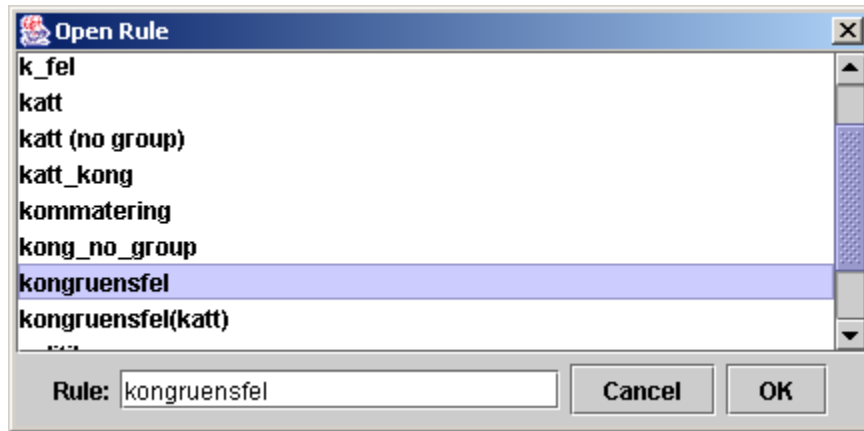 Open Rule
k_fel
katt
katt (no group)
katt_kong
kommatering
kong_no_group
kongruensfel
kongruensfel(katt)
Rule: kongruensfel Cancel OK